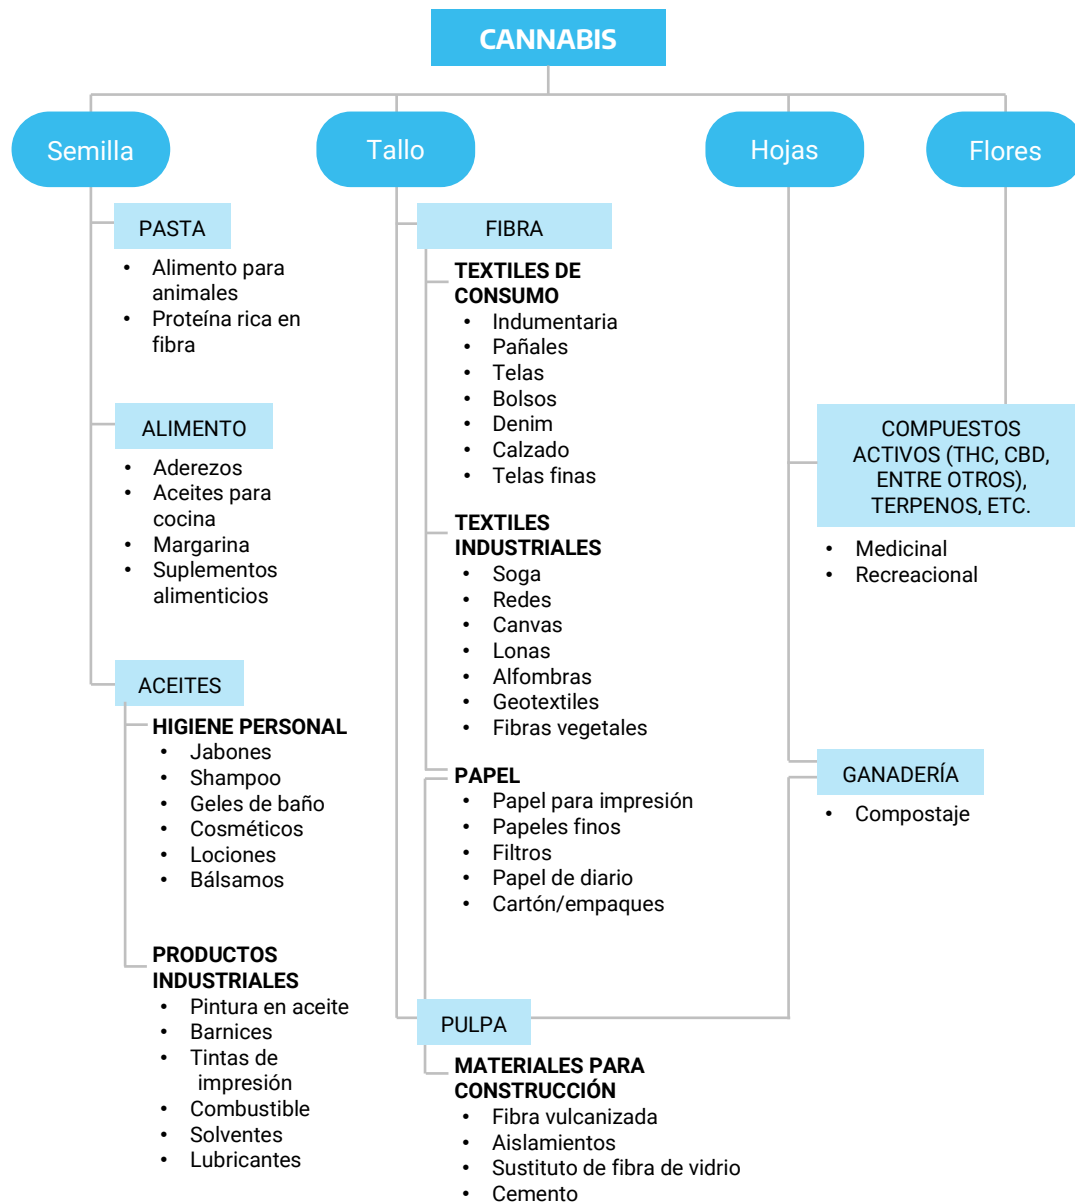 CANNABIS
Semilla
Tallo
Hojas
Flores
PASTA
• Alimento para
animales
• Proteína rica en
fibra
ALIMENTO
• Aderezos
• Aceites para
cocina
• Margarina
• Suplementos
alimenticios
ACEITES
HIGIENE PERSONAL
• Jabones
• Shampoo
• Geles de baño
• Cosméticos
• Lociones
• Bálsamos
PRODUCTOS
INDUSTRIALES
• Pintura en aceite
• Barnices
• Tintas de
impresión
• Combustible
• Solventes
• Lubricantes
FIBRA
TEXTILES DE
CONSUMO
• Indumentaria
• Pañales
• Telas
• Bolsos
• Denim
• Calzado
• Telas finas
TEXTILES
INDUSTRIALES
• Soga
• Redes
• Canvas
• Lonas
• Alfombras
• Geotextiles
• Fibras vegetales
PAPEL
• Papel para impresión
• Papeles finos
• Filtros
• Papel de diario
• Cartón/empaques
PULPA
MATERIALES PARA
CONSTRUCCIÓN
• Fibra vulcanizada
• Aislamientos
• Sustituto de fibra de vidrio
• Cemento
COMPUESTOS
ACTIVOS (THC, CBD,
ENTRE OTROS),
TERPENOS, ETC.
• Medicinal
• Recreacional
GANADERÍA
• Compostaje